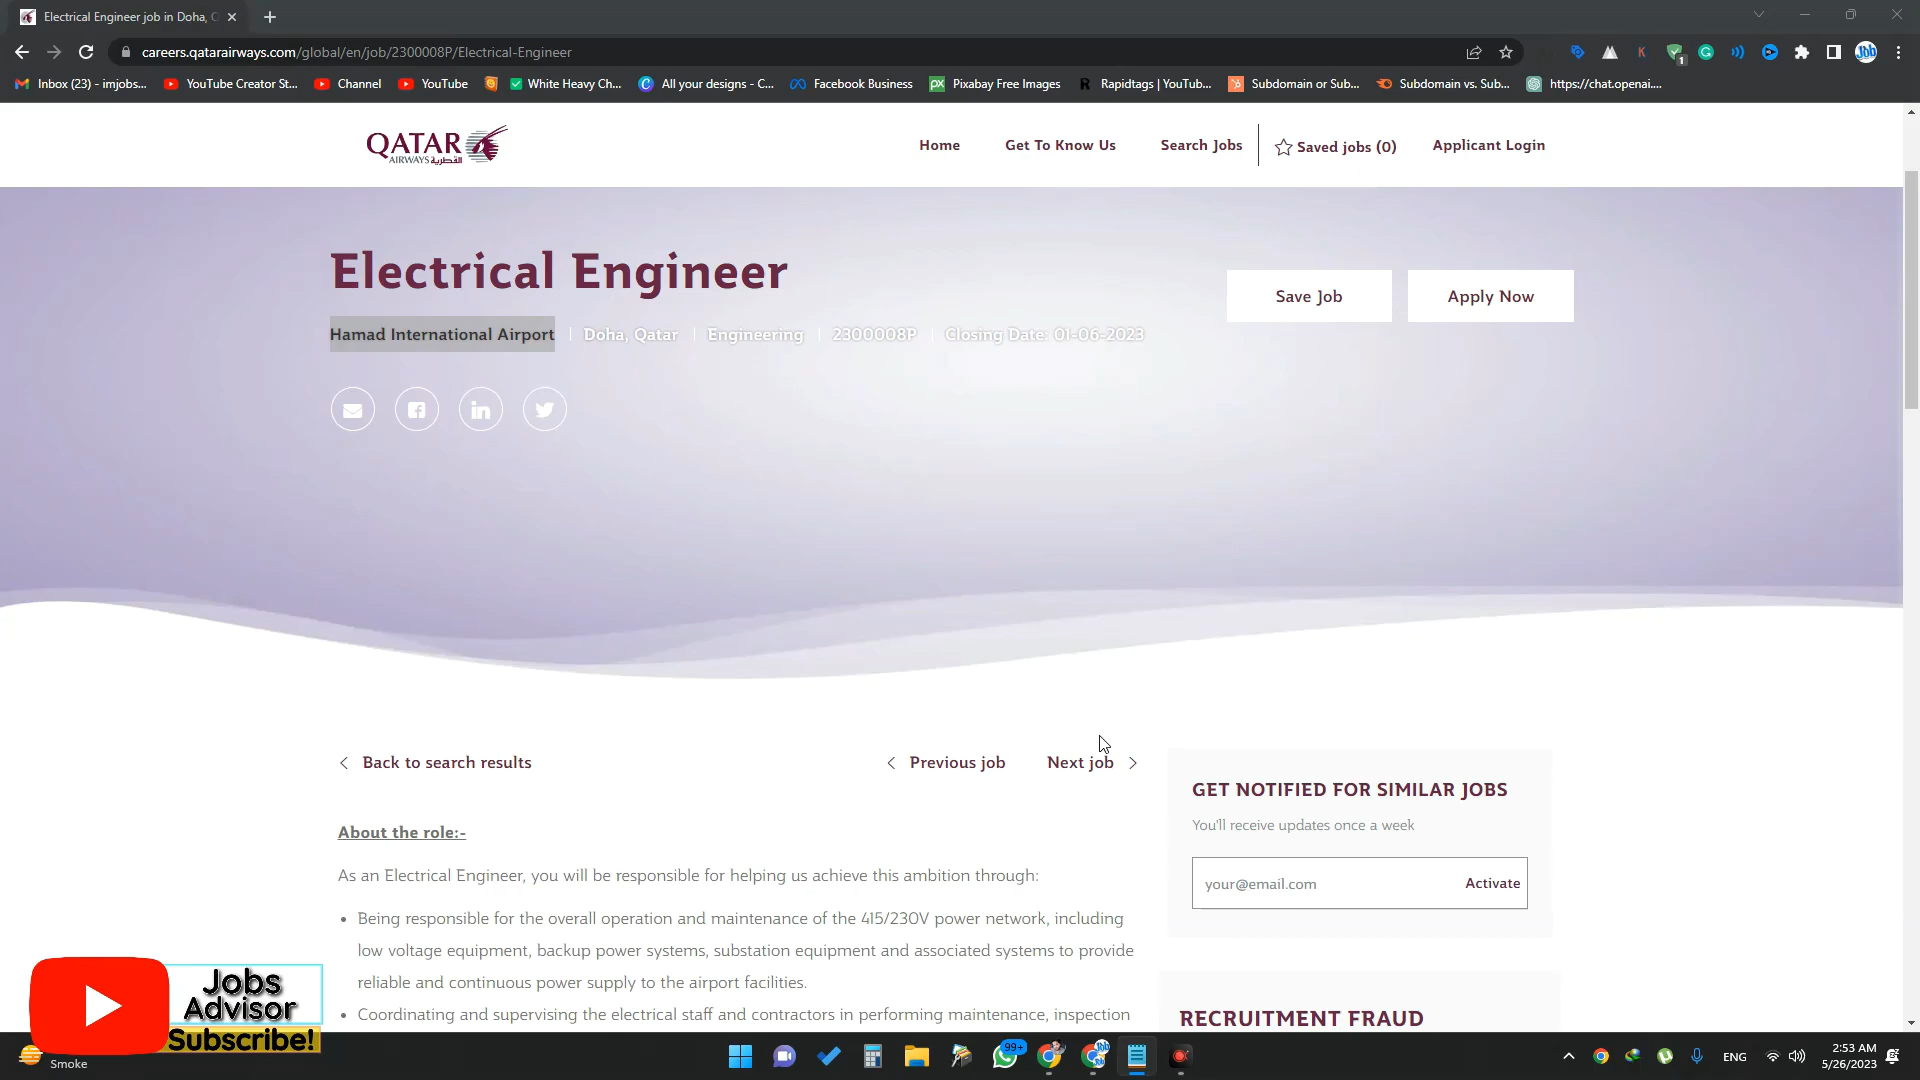 Electrical Engineer job in Doha,
careers.qatarairways.com/global/en/job/2300008P/Electrical-Engineer
Inbox (23) - imjobs... YouTube Creator St... Channel YouTube White Heavy Ch... All your designs - C... Facebook Business Pixabay Free Images Rapidtags | YouTub... Subdomain or Sub... Subdomain vs. Sub... https://chat.openai....
QATAR
AIRWAYS القطرية
Home Get To Know Us Search Jobs Saved jobs (0) Applicant Login
Electrical Engineer
Save Job Apply Now
Hamad International Airport | Doha, Qatar | Engineering | 2300008P | Closing Date: 01-06-2023
Back to search results Previous job Next job
GET NOTIFIED FOR SIMILAR JOBS
You'll receive updates once a week
your@email.com Activate
About the role:-
As an Electrical Engineer, you will be responsible for helping us achieve this ambition through:
• Being responsible for the overall operation and maintenance of the 415/230V power network, including
low voltage equipment, backup power systems, substation equipment and associated systems to provide
reliable and continuous power supply to the airport facilities.
• Coordinating and supervising the electrical staff and contractors in performing maintenance, inspection
RECRUITMENT FRAUD
Jobs
Advisor
Subscribe!
Smoke
99+
ENG
2:53 AM
5/26/2023